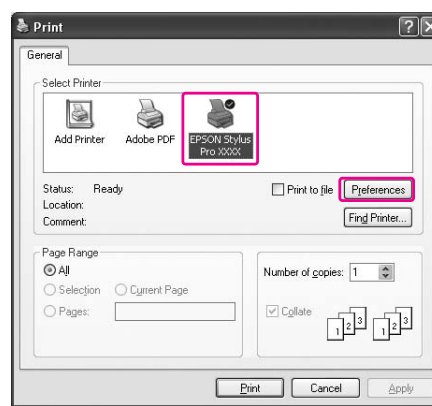 Print
General
Select Printer
Add Printer
Adobe PDF
EPSON Stylus
Pro XXXX
Status: Ready
Print to file
Preferences
Location:
Comment:
Find Printer...
Page Range
All
Selection
Current Page
Pages:
Number of copies: 1
Collate
1 2 3 1 2 3
Print
Cancel
Apply